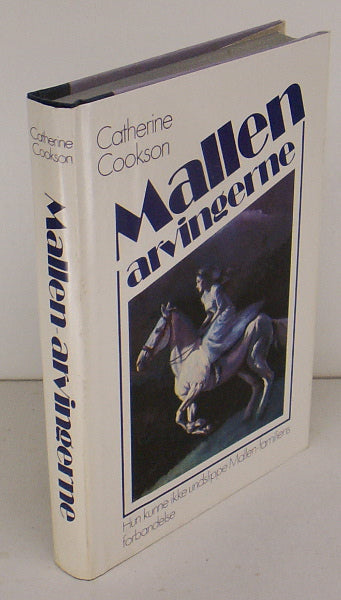 Catherine
Cookson
Mallen-arvingerne
Catherine
Cookson
Mallen
arvingerne
Hun kunne ikke undslippe Mallen-familiens
forbandelse